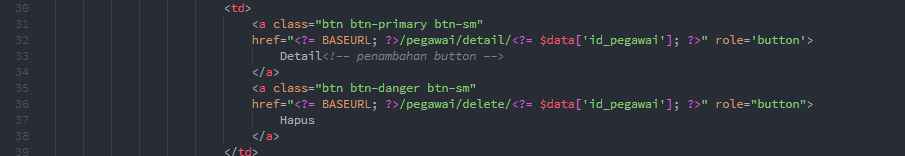 30 <td>
31 <a class="btn btn-primary btn-sm"
32 href="<?= BASEURL; ?>/pegawai/detail/<?= $data['id_pegawai']; ?>" role='button'>
33 Detail<!-- penambahan button -->
34 </a>
35 <a class="btn btn-danger btn-sm"
36 href="<?= BASEURL; ?>/pegawai/delete/<?= $data['id_pegawai']; ?>" role="button">
37 Hapus
38 </a>
39 </td>